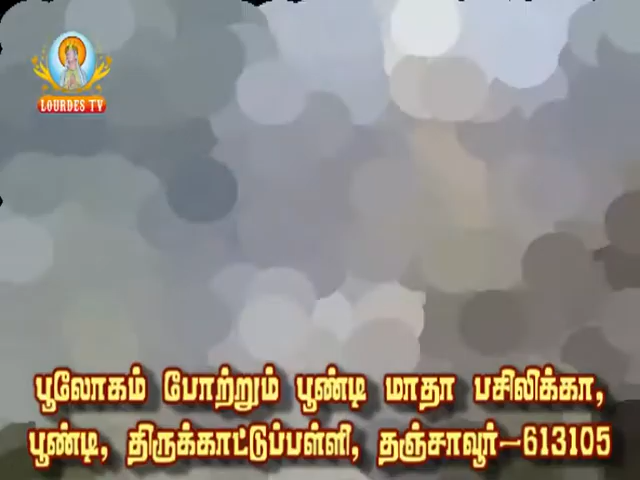 LOURDES TV
பூலோகம் போற்றும் பூண்டி மாதா பசிலிக்கா,
பூண்டி, திருக்காட்டுப்பள்ளி, தஞ்சாவூர்-613105